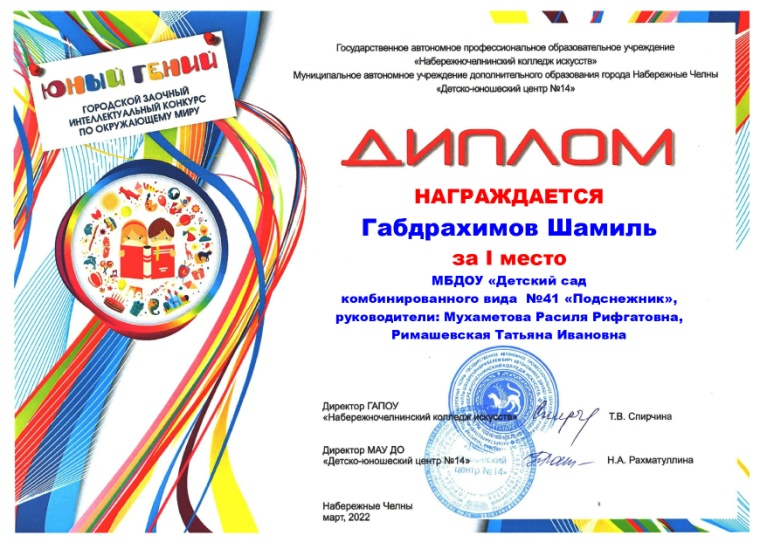 Государственное автономное профессиональное образовательное учреждение
«Набережночелнинский колледж искусств»
Муниципальное автономное учреждение дополнительного образования города Набережные Челны
«Детско-юношеский центр №14»
ЮНЫЙ ГЕНИЙ
ГОРОДСКОЙ ЗАОЧНЫЙ
ИНТЕЛЛЕКТУАЛЬНЫЙ КОНКУРС
ПО ОКРУЖАЮЩЕМУ МИРУ
ДИПЛОМ
НАГРАЖДАЕТСЯ
Габдрахимов Шамиль
за I место
МБДОУ «Детский сад
комбинированного вида №41 «Подснежник»,
руководители: Мухаметова Расиля Рифгатовна,
Римашевская Татьяна Ивановна
Директор ГАПОУ
«Набережночелнинский колледж искусств» Т.В. Спирчина
Директор МАУ ДО
«Детско-юношеский центр №14» Н.А. Рахматуллина
центр №14»
Набережные Челны
март, 2022